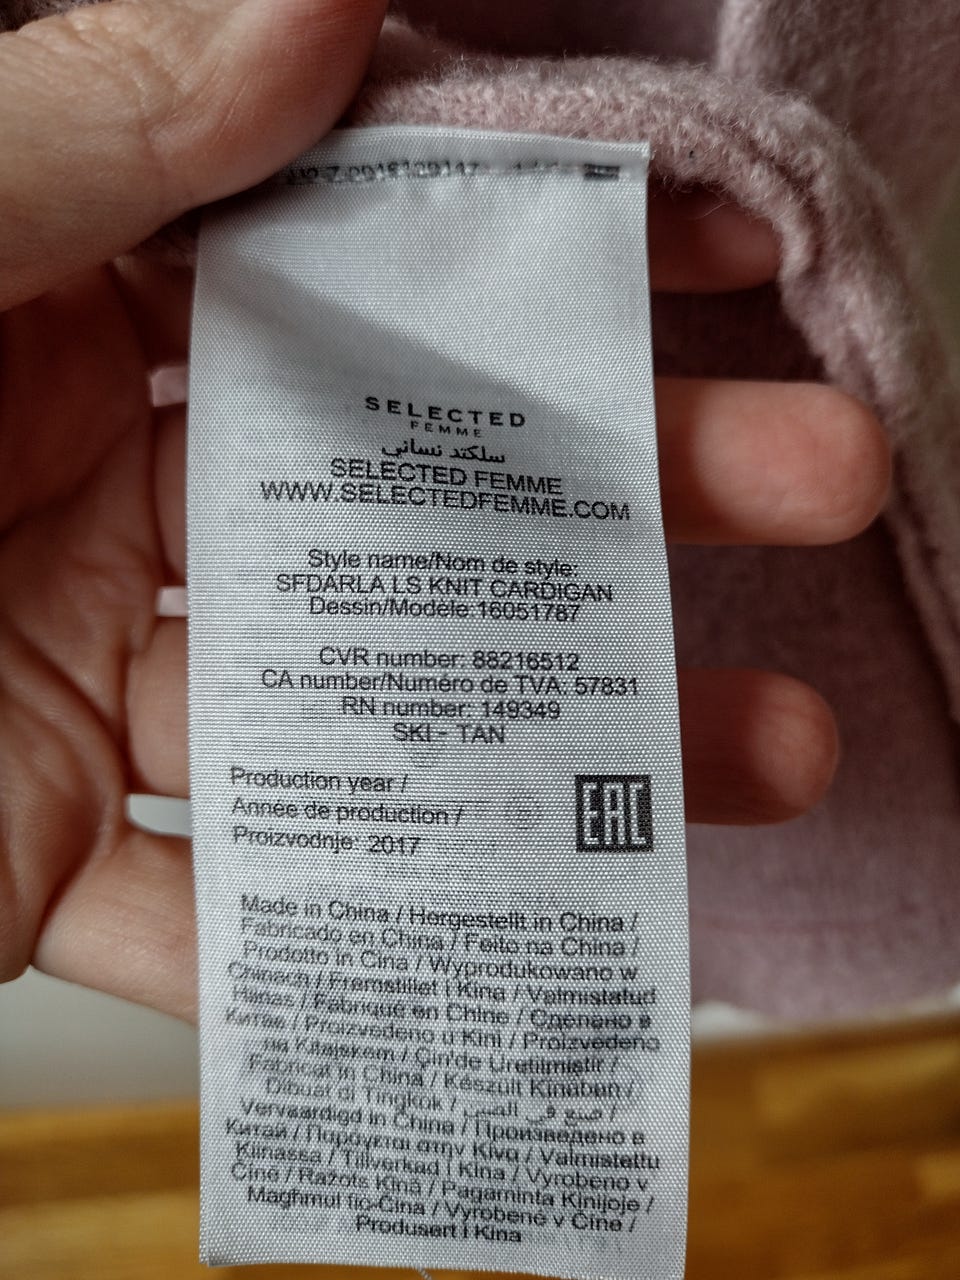 SELECTED
FEMME
سلكتد نسائي
SELECTED FEMME
WWW.SELECTEDFEMME.COM
Style name/Nom de style:
SFDARLA LS KNIT CARDIGAN
Dessin/Modèle:16051787
CVR number: 88216512
CA number/Numéro de TVA: 57831
RN number: 149349
SKI - TAN
Production year /
Année de production /
Proizvodnje: 2017
EAC
Made in China / Hergestellt in China /
Fabricado en China / Feito na China /
Prodotto in Cina / Wyprodukowano w
Chinach / Fremstillet i Kina / Valmistatud
Hiinas / Fabriqué en Chine / Сделано в
Китае / Proizvedeno u Kini / Proizvedeno
na Kitajskem / Çin'de Üretilmiştir /
Fabricat în China / Készült Kínában /
Dibuat di Tiongkok / صنع في الصين /
Vervaardigd in China / Произведено в
Китай / Παράγεται στην Κίνα / Valmistettu
Kiinassa / Tillverkad i Kina / Vyrobeno v
Číně / Ražots Ķīnā / Pagaminta Kinijoje /
Maghmul fiċ-Ċina / Vyrobené v Číne /
Produsert i Kina